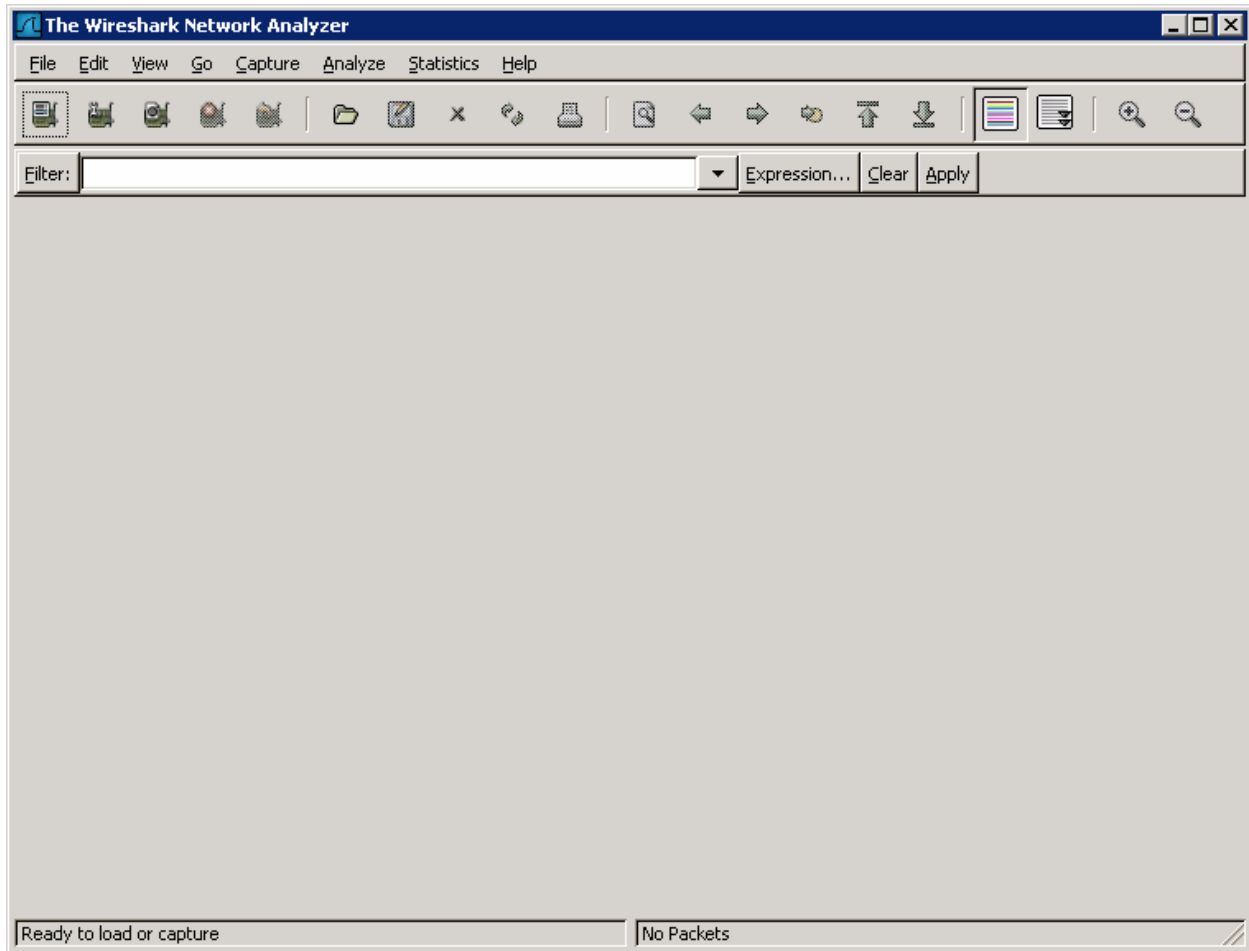 The Wireshark Network Analyzer
File Edit View Go Capture Analyze Statistics Help
Filter: Expression... Clear Apply
Ready to load or capture No Packets